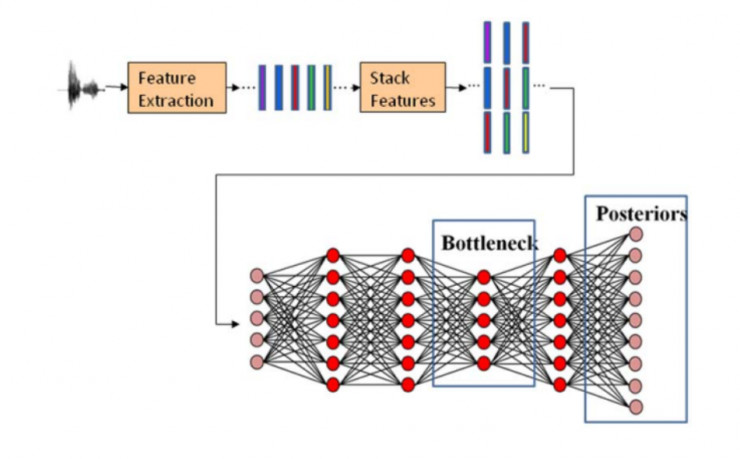 Feature
Extraction
Stack
Features
Posteriors
Bottleneck